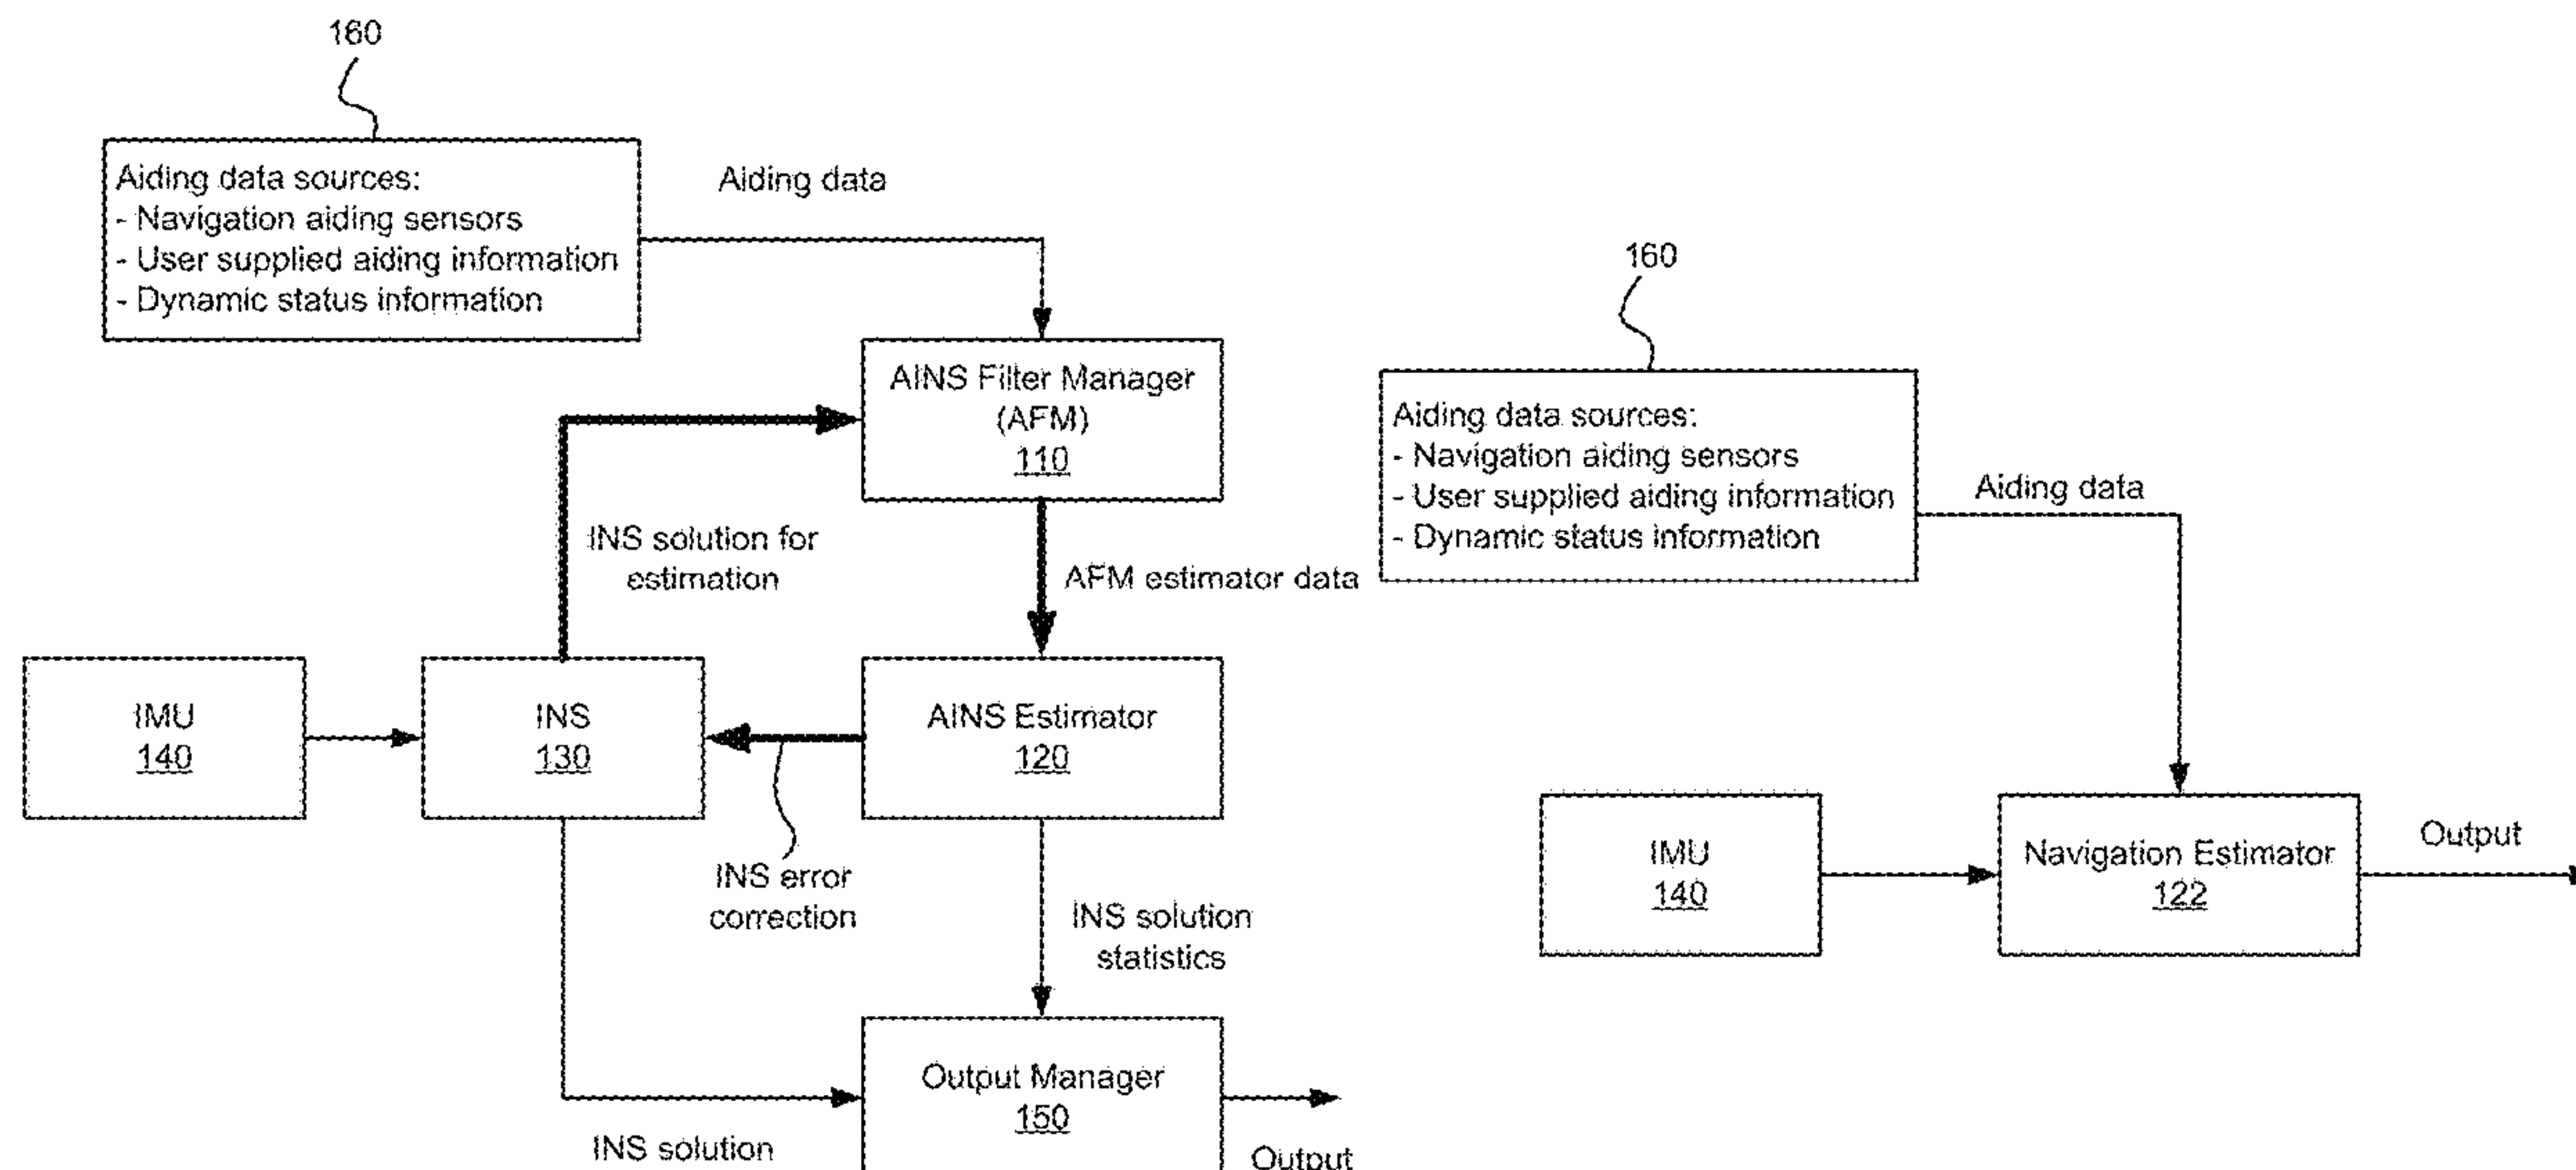 160
Aiding data sources:
- Navigation aiding sensors
- User supplied aiding information
- Dynamic status information
Aiding data
AINS Filter Manager
(AFM)
110
INS solution for
estimation
AFM estimator data
IMU
140
INS
130
AINS Estimator
120
INS error
correction
INS solution
statistics
Output Manager
150
INS solution
Output
160
Aiding data sources:
- Navigation aiding sensors
- User supplied aiding information
- Dynamic status information
Aiding data
IMU
140
Navigation Estimator
122
Output